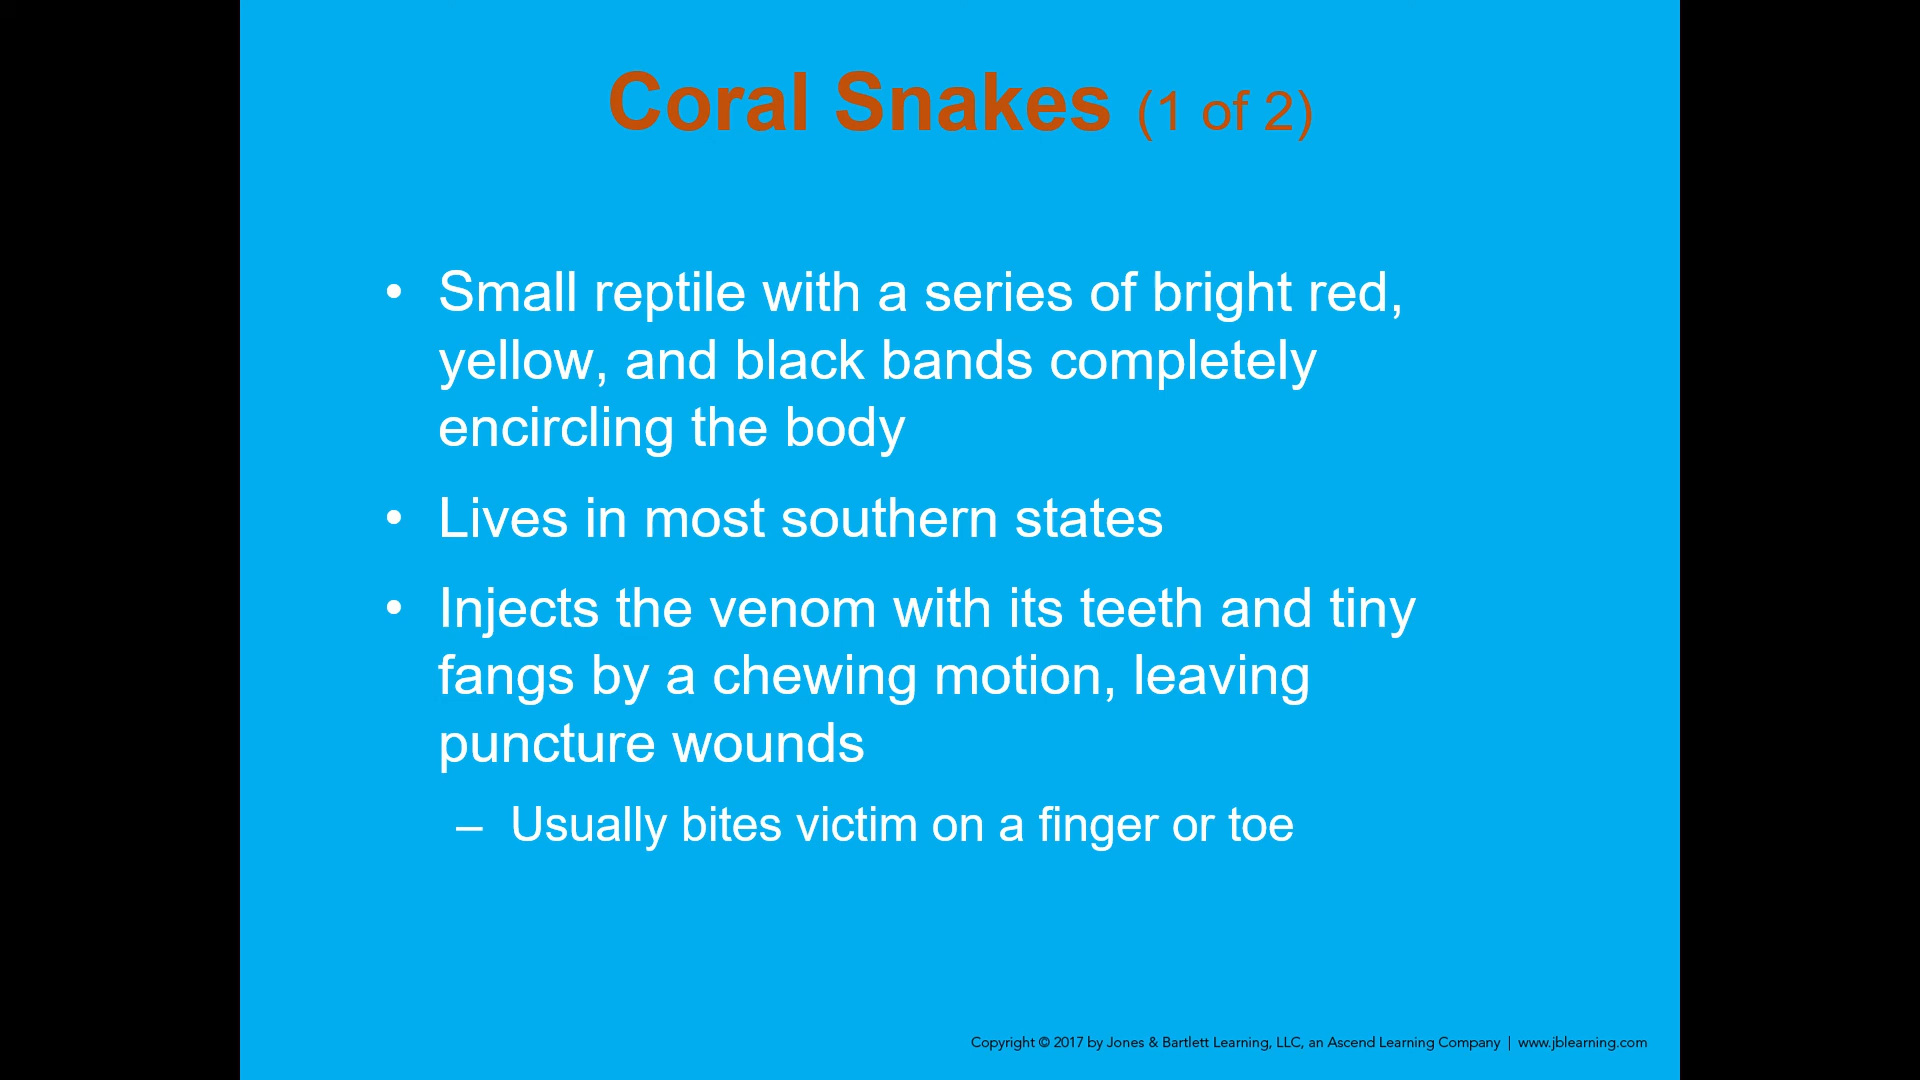 Coral Snakes (1 of 2)
• Small reptile with a series of bright red,
yellow, and black bands completely
encircling the body
• Lives in most southern states
• Injects the venom with its teeth and tiny
fangs by a chewing motion, leaving
puncture wounds
– Usually bites victim on a finger or toe
Copyright © 2017 by Jones & Bartlett Learning, LLC, an Ascend Learning Company | www.jblearning.com